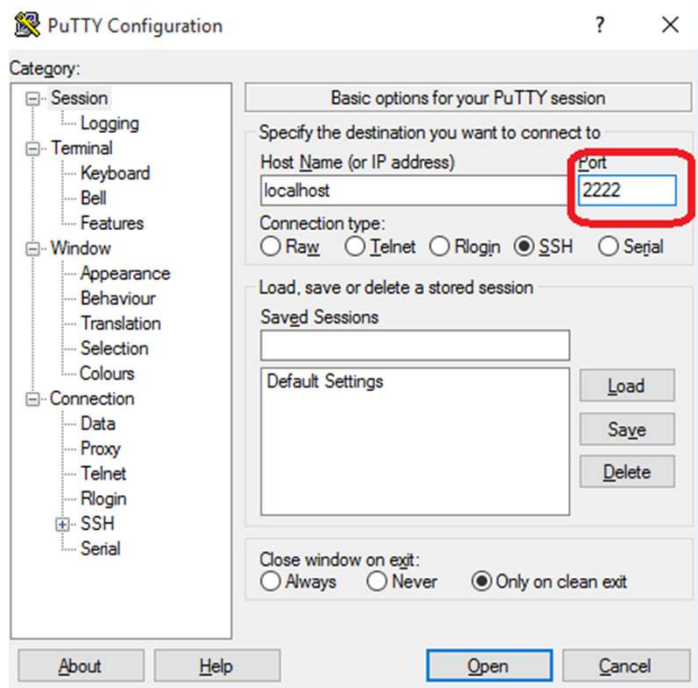 PuTTY Configuration
?
Category:
Session
Logging
Terminal
Keyboard
Bell
Features
Window
Appearance
Behaviour
Translation
Selection
Colours
Connection
Data
Proxy
Telnet
Rlogin
SSH
Serial
Basic options for your PuTTY session
Specify the destination you want to connect to
Host Name (or IP address) Port
localhost 2222
Connection type:
Raw Telnet Rlogin SSH Serial
Load, save or delete a stored session
Saved Sessions
Default Settings
Load
Save
Delete
Close window on exit:
Always Never Only on clean exit
About Help Open Cancel